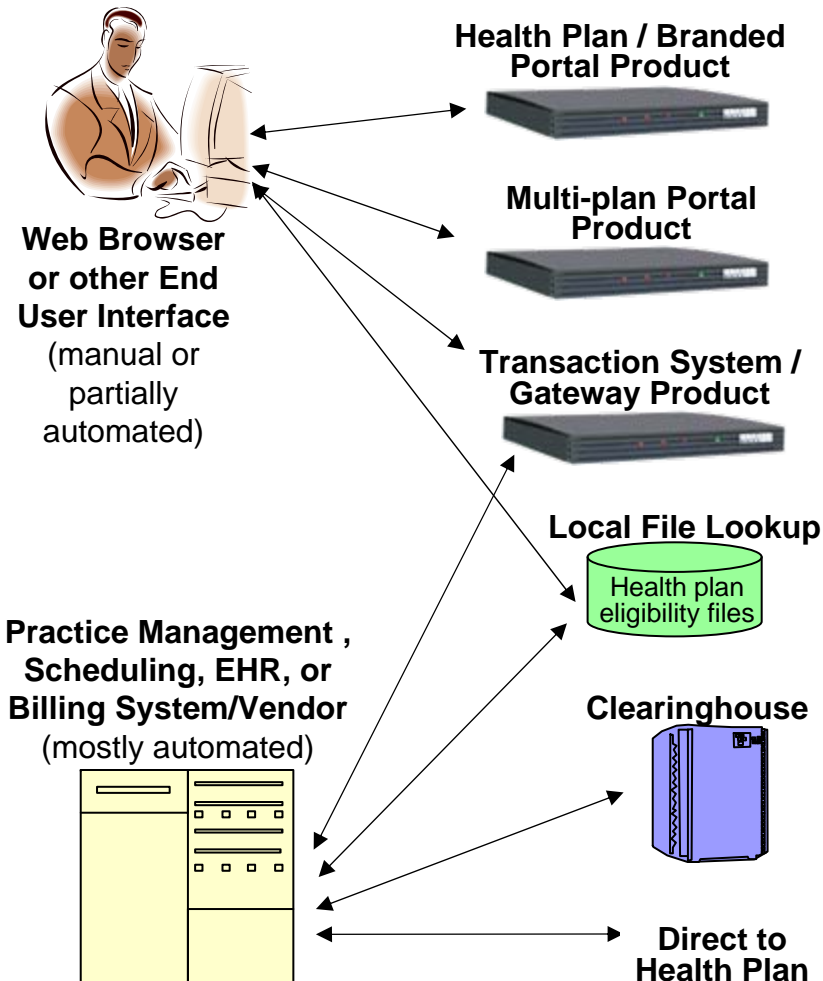 Health Plan / Branded
Portal Product
Multi-plan Portal
Product
Web Browser
or other End
User Interface
(manual or
partially
automated)
Transaction System /
Gateway Product
Local File Lookup
Health plan
eligibility files
Practice Management ,
Scheduling, EHR, or
Billing System/Vendor
(mostly automated)
Clearinghouse
Direct to
Health Plan